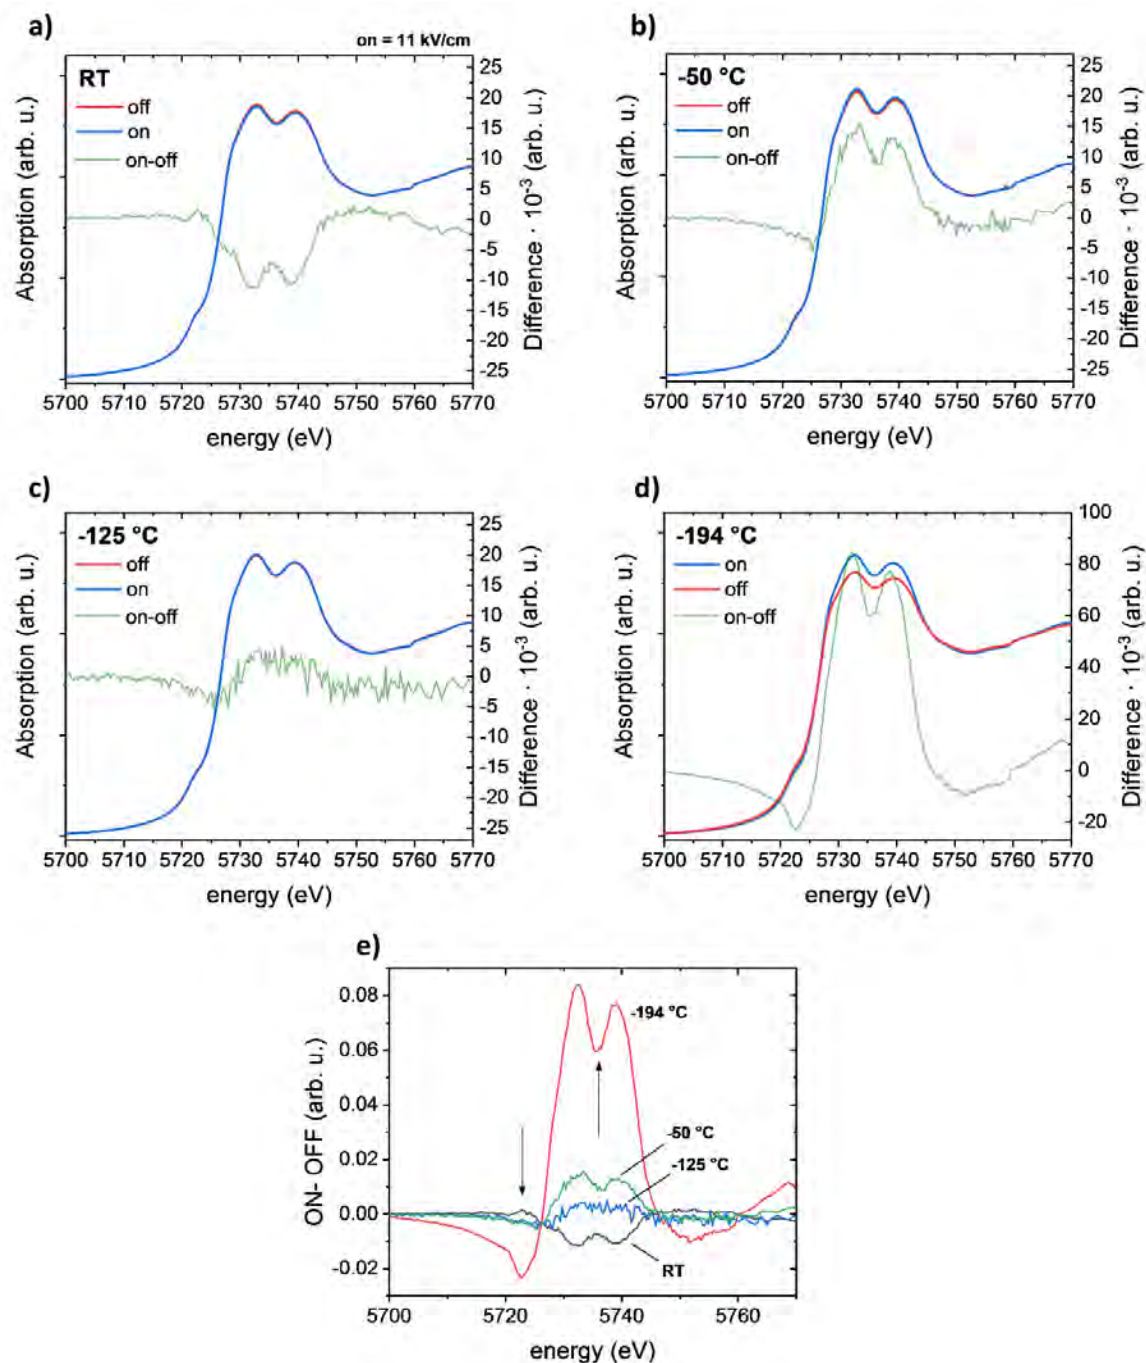 a)
on = 11 kV/cm
RT
off
on
on-off
Absorption (arb. u.)
25
20
15
10
5
0
-5
-10
-15
-20
-25
Difference · 10⁻³ (arb. u.)
5700 5710 5720 5730 5740 5750 5760 5770
energy (eV)
b)
-50 °C
off
on
on-off
Absorption (arb. u.)
25
20
15
10
5
0
-5
-10
-15
-20
-25
Difference · 10⁻³ (arb. u.)
5700 5710 5720 5730 5740 5750 5760 5770
energy (eV)
c)
-125 °C
off
on
on-off
Absorption (arb. u.)
25
20
15
10
5
0
-5
-10
-15
-20
-25
Difference · 10⁻³ (arb. u.)
5700 5710 5720 5730 5740 5750 5760 5770
energy (eV)
d)
-194 °C
on
off
on-off
Absorption (arb. u.)
100
80
60
40
20
0
-20
Difference · 10⁻³ (arb. u.)
5700 5710 5720 5730 5740 5750 5760 5770
energy (eV)
e)
ON- OFF (arb. u.)
0.08
0.06
0.04
0.02
0.00
-0.02
-194 °C
-50 °C
-125 °C
RT
5700 5720 5740 5760
energy (eV)